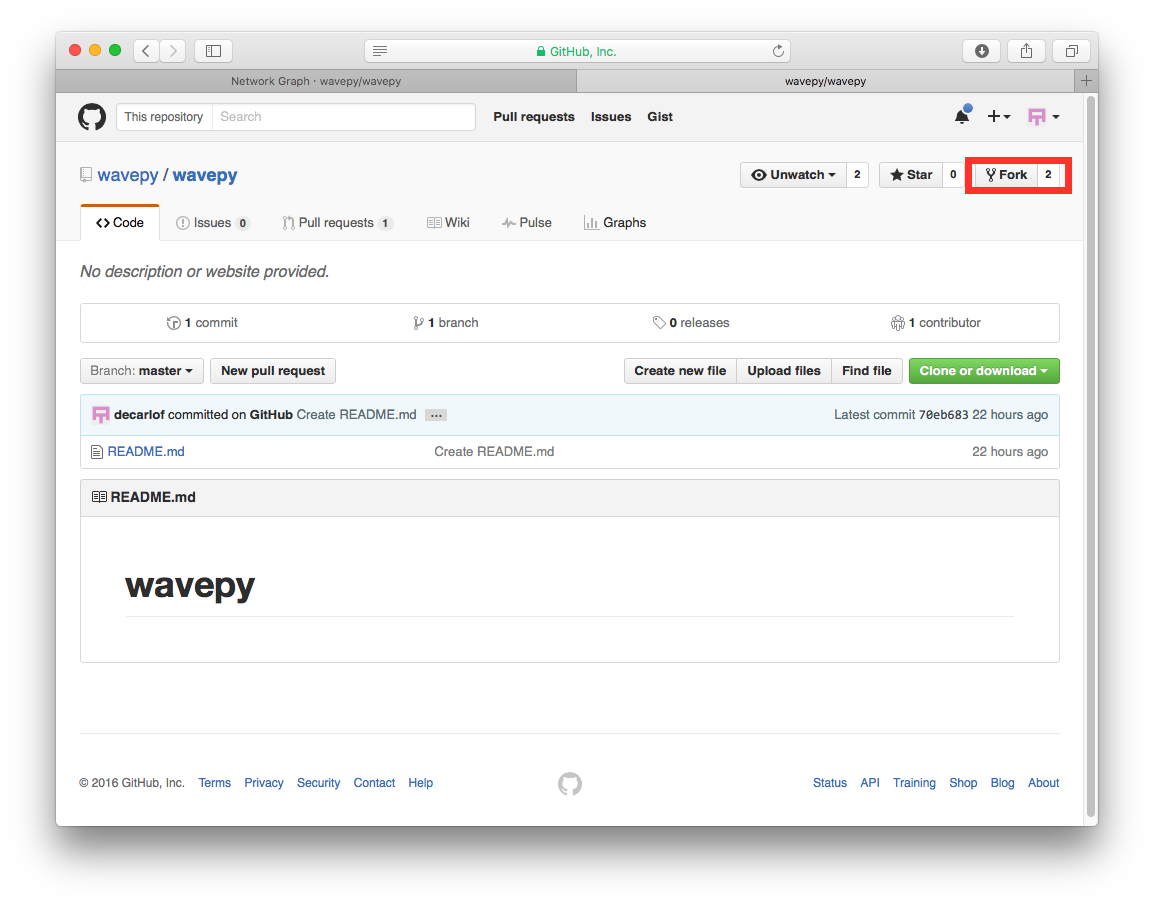 GitHub, Inc.
Network Graph · wavepy/wavepy
wavepy/wavepy
This repository Search Pull requests Issues Gist
wavepy / wavepy Unwatch 2 Star 0 Fork 2
Code Issues 0 Pull requests 1 Wiki Pulse Graphs
No description or website provided.
1 commit 1 branch 0 releases 1 contributor
Branch: master New pull request Create new file Upload files Find file Clone or download
decarlof committed on GitHub Create README.md ... Latest commit 70eb683 22 hours ago
README.md Create README.md 22 hours ago
README.md
wavepy
© 2016 GitHub, Inc. Terms Privacy Security Contact Help Status API Training Shop Blog About